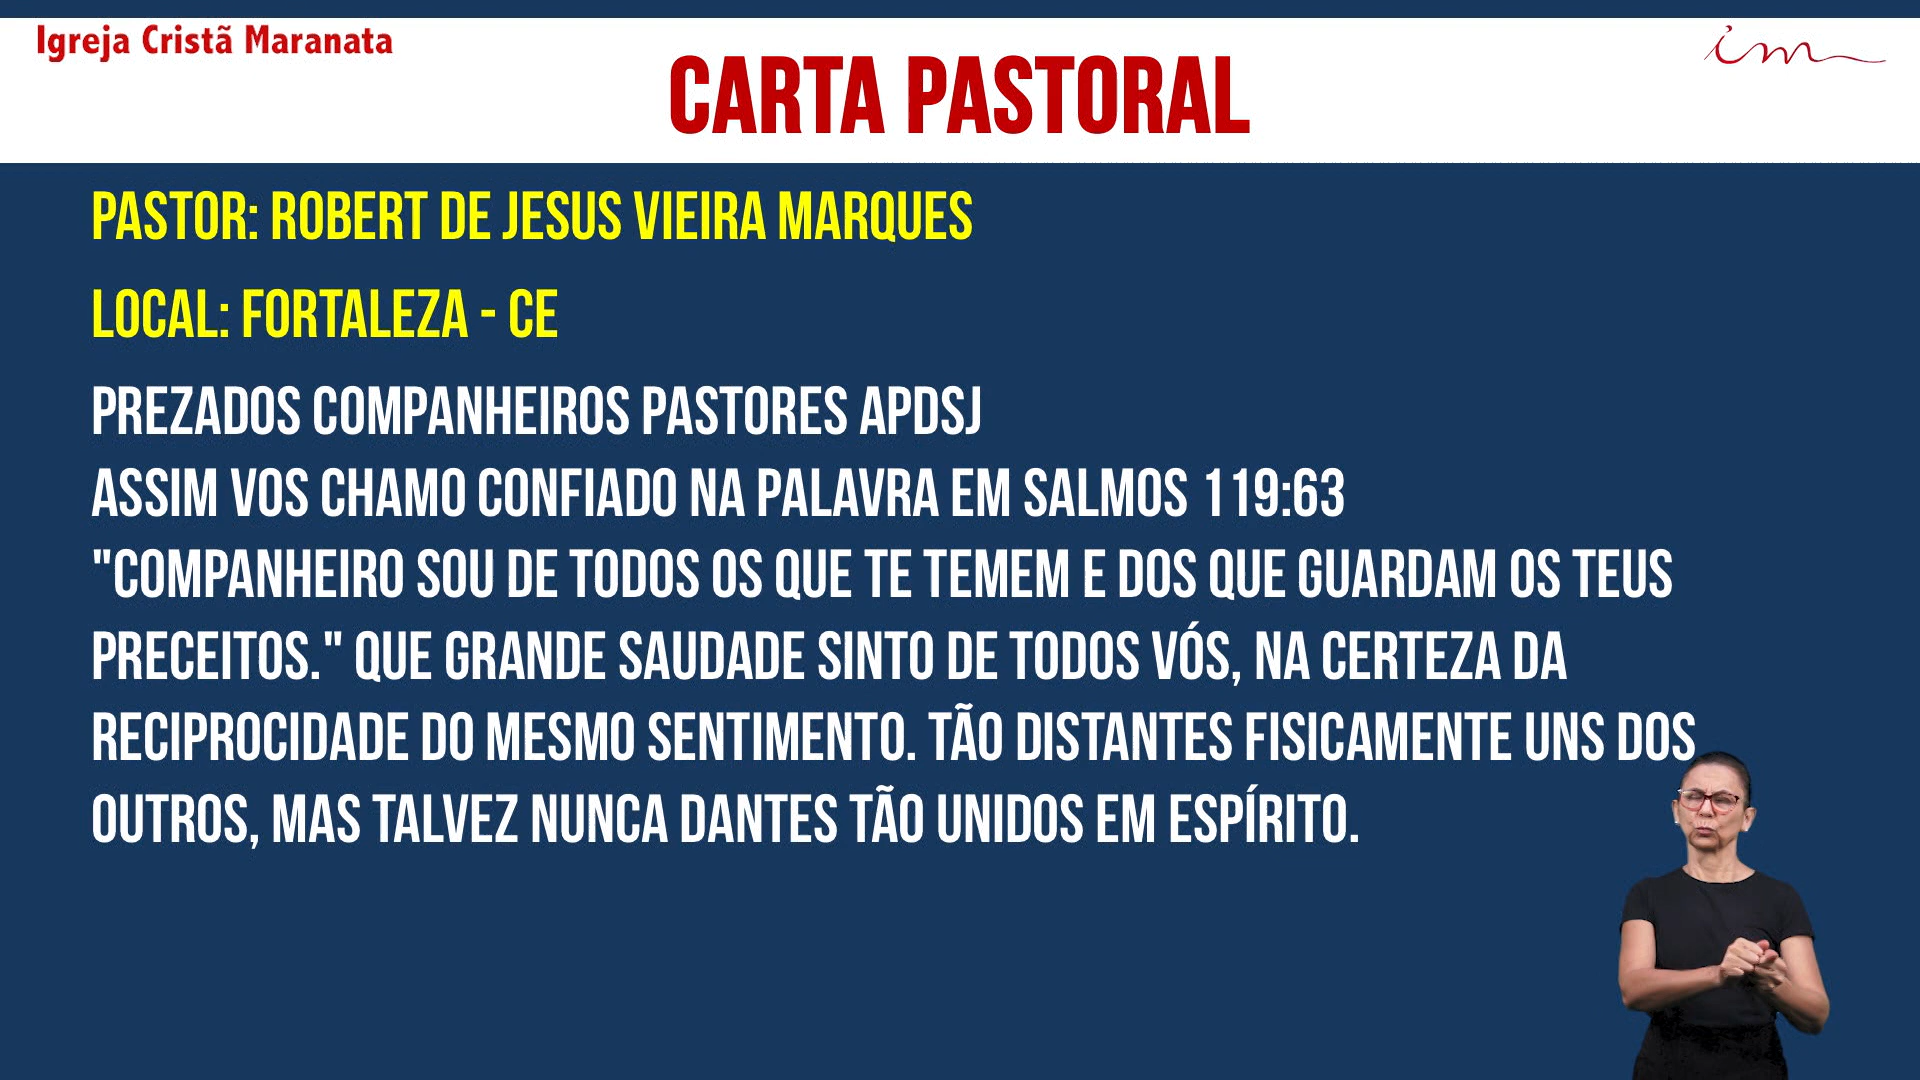 Igreja Cristã Maranata
im
CARTA PASTORAL
PASTOR: ROBERT DE JESUS VIEIRA MARQUES
LOCAL: FORTALEZA - CE
PREZADOS COMPANHEIROS PASTORES APDSJ
ASSIM VOS CHAMO CONFIADO NA PALAVRA EM SALMOS 119:63
"COMPANHEIRO SOU DE TODOS OS QUE TE TEMEM E DOS QUE GUARDAM OS TEUS
PRECEITOS." QUE GRANDE SAUDADE SINTO DE TODOS VÓS, NA CERTEZA DA
RECIPROCIDADE DO MESMO SENTIMENTO. TÃO DISTANTES FISICAMENTE UNS DOS
OUTROS, MAS TALVEZ NUNCA DANTES TÃO UNIDOS EM ESPÍRITO.